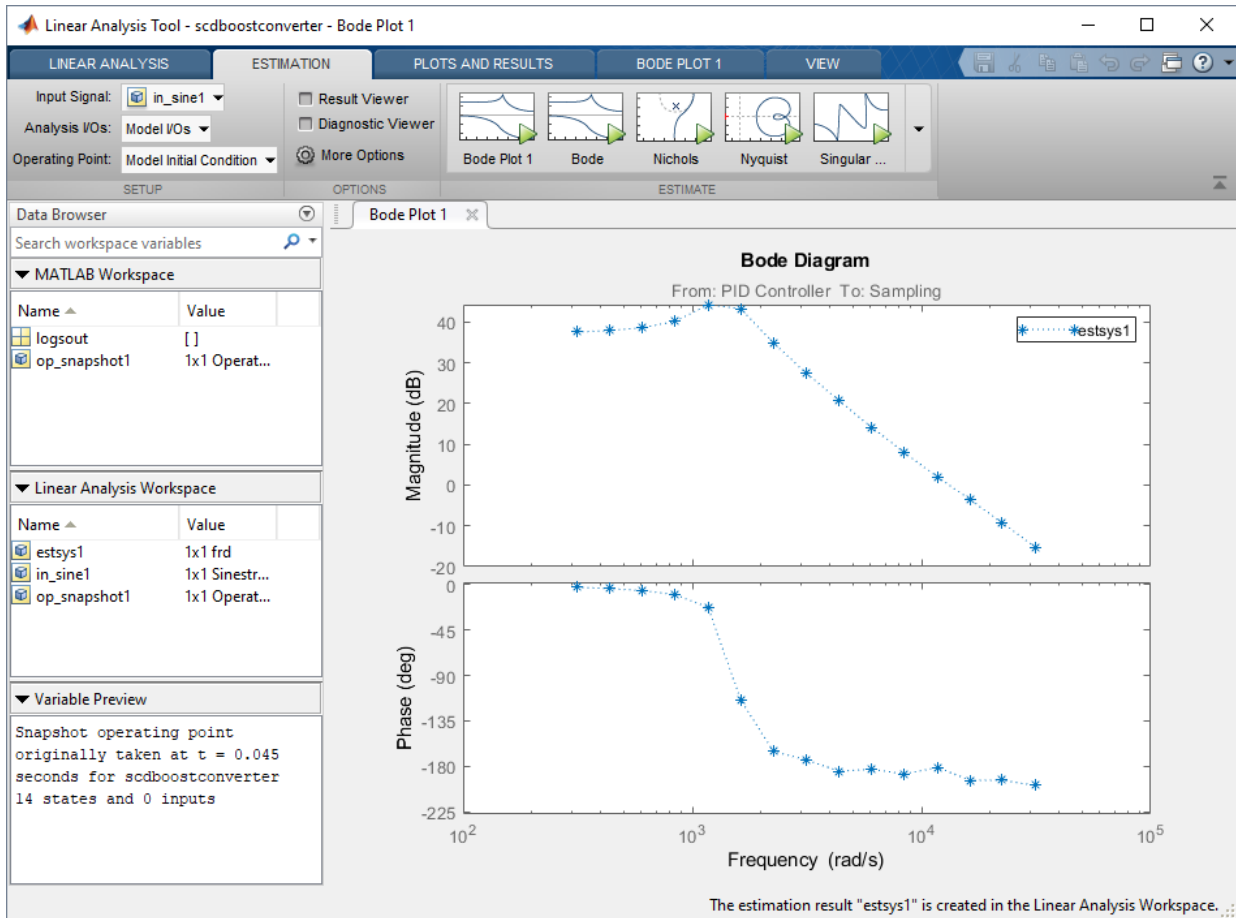 Linear Analysis Tool - scdboostconverter - Bode Plot 1
LINEAR ANALYSIS ESTIMATION PLOTS AND RESULTS BODE PLOT 1 VIEW
Input Signal: in_sine1
Analysis I/Os: Model I/Os
Operating Point: Model Initial Condition
SETUP
Result Viewer
Diagnostic Viewer
More Options
OPTIONS
Bode Plot 1 Bode Nichols Nyquist Singular ...
ESTIMATE
Data Browser
Search workspace variables
MATLAB Workspace
Name Value
logsout [ ]
op_snapshot1 1x1 Operat...
Linear Analysis Workspace
Name Value
estsys1 1x1 frd
in_sine1 1x1 Sinestr...
op_snapshot1 1x1 Operat...
Variable Preview
Snapshot operating point
originally taken at t = 0.045
seconds for scdboostconverter
14 states and 0 inputs
Bode Plot 1
Bode Diagram
From: PID Controller To: Sampling
estsys1
Magnitude (dB)
40
30
20
10
0
-10
-20
Phase (deg)
0
-45
-90
-135
-180
-225
10^2 10^3 10^4 10^5
Frequency (rad/s)
The estimation result "estsys1" is created in the Linear Analysis Workspace.